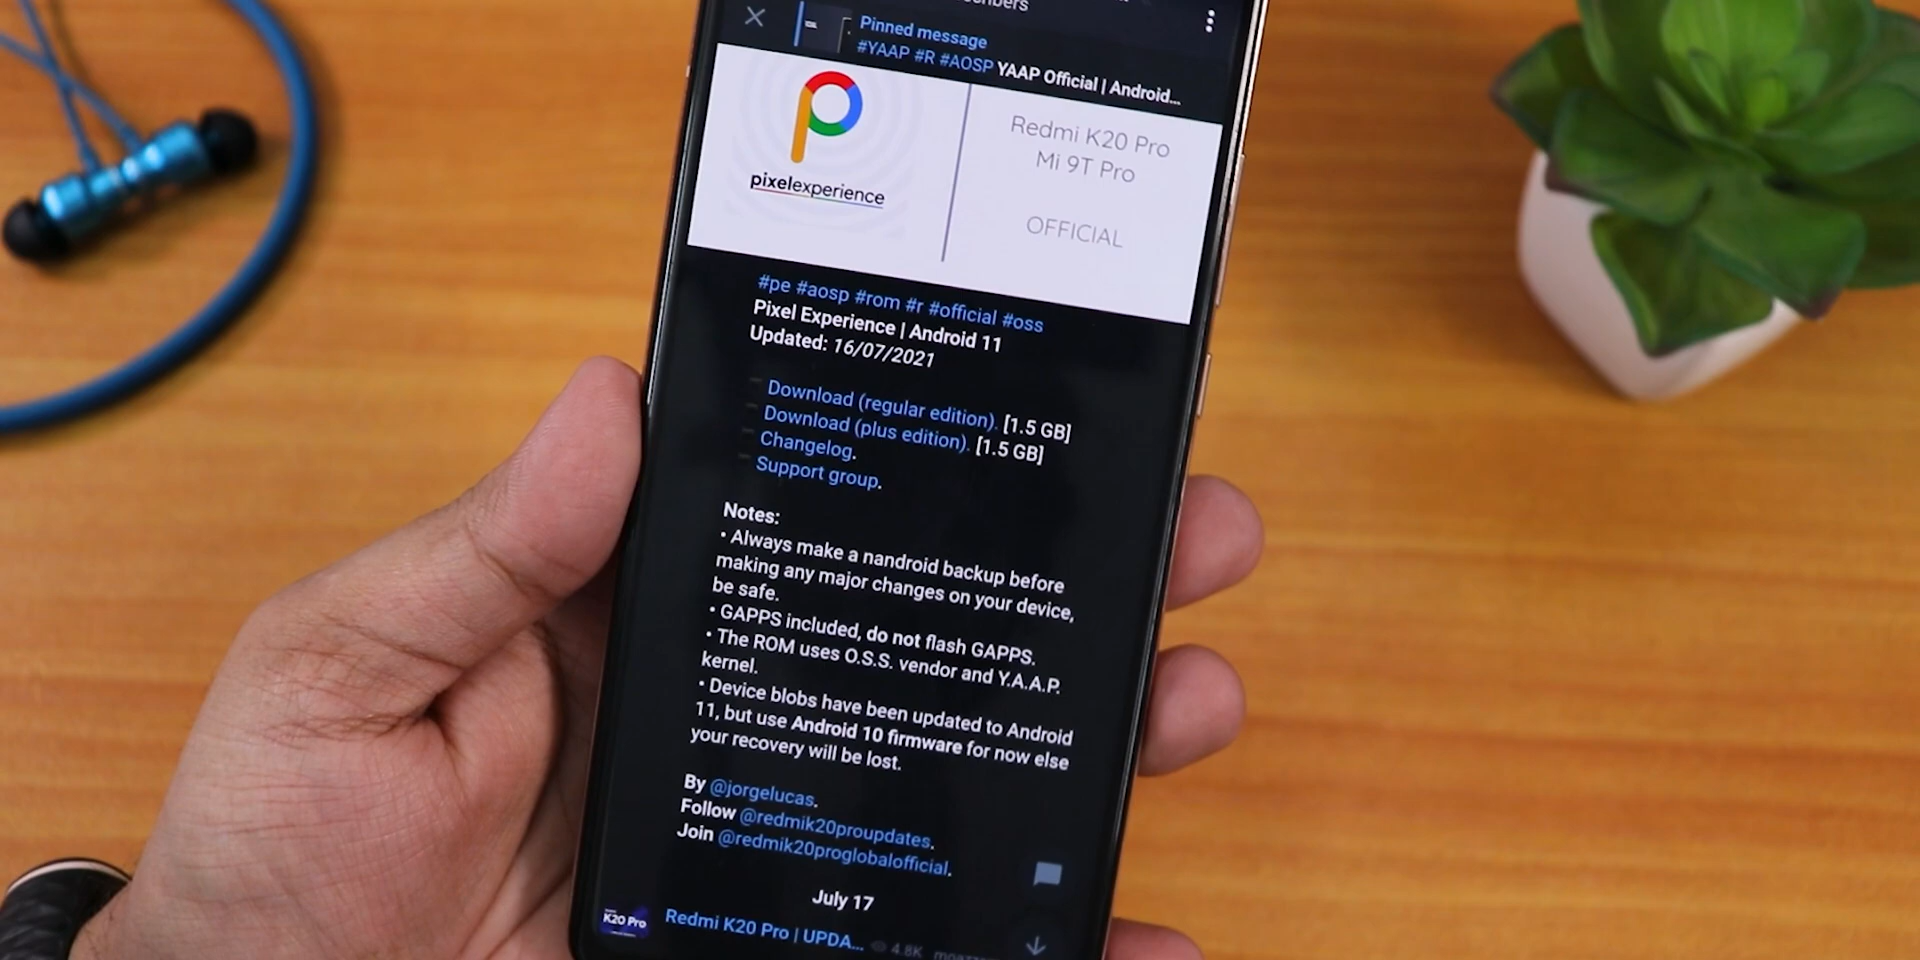 Pinned message
#YAAP #R #AOSP YAAP Official | Android...
pixelexperience
Redmi K20 Pro
Mi 9T Pro
OFFICIAL
#pe #aosp #rom #r #official #oss
Pixel Experience | Android 11
Updated: 16/07/2021
Download (regular edition). [1.5 GB]
Download (plus edition). [1.5 GB]
Changelog.
Support group.
Notes:
• Always make a nandroid backup before
making any major changes on your device,
be safe.
• GAPPS included, do not flash GAPPS.
• The ROM uses O.S.S. vendor and Y.A.A.P.
kernel.
• Device blobs have been updated to Android
11, but use Android 10 firmware for now else
your recovery will be lost.
By @jorgelucas.
Follow @redmik20proupdates.
Join @redmik20proglobalofficial.
July 17
K20 Pro
Redmi K20 Pro | UPDA... 4.8K